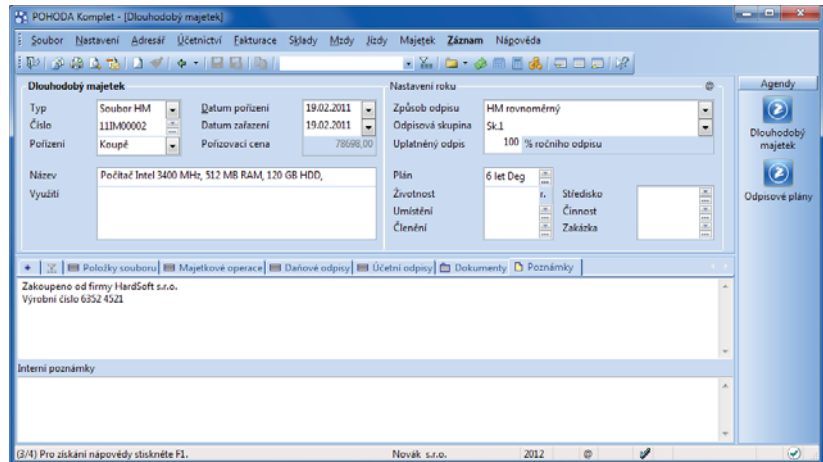 POHODA Komplet - [Dlouhodobý majetek]
Soubor Nastavení Adresář Účetnictví Fakturace Sklady Mzdy Jízdy Majetek Záznam Nápověda
Dlouhodobý majetek
Typ Soubor HM Datum pořízení 19.02.2011
Číslo 11IM00002 Datum zařazení 19.02.2011
Pořízení Koupě Pořizovací cena 78698,00
Název Počítač Intel 3400 MHz, 512 MB RAM, 120 GB HDD,
Využití
Nastavení roku @
Způsob odpisu HM rovnoměrný
Odpisová skupina Sk.1
Uplatněný odpis 100 % ročního odpisu
Plán 6 let Deg
Životnost r. Středisko
Umístění Činnost
Členění Zakázka
Agendy
Dlouhodobý
majetek
Odpisové plány
Položky souboru Majetkové operace Daňové odpisy Účetní odpisy Dokumenty Poznámky
Zakoupeno od firmy HardSoft s.r.o.
Výrobní číslo 6352 4521
Interní poznámky
(3/4) Pro získání nápovědy stiskněte F1. Novák s.r.o. 2012 @